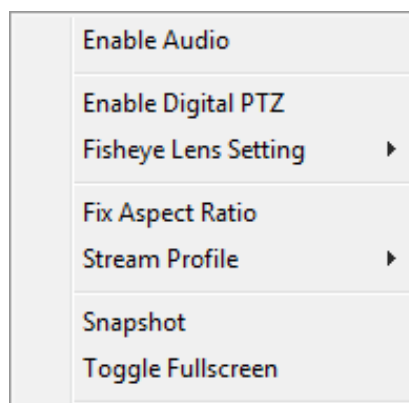 Enable Audio
Enable Digital PTZ
Fisheye Lens Setting
Fix Aspect Ratio
Stream Profile
Snapshot
Toggle Fullscreen